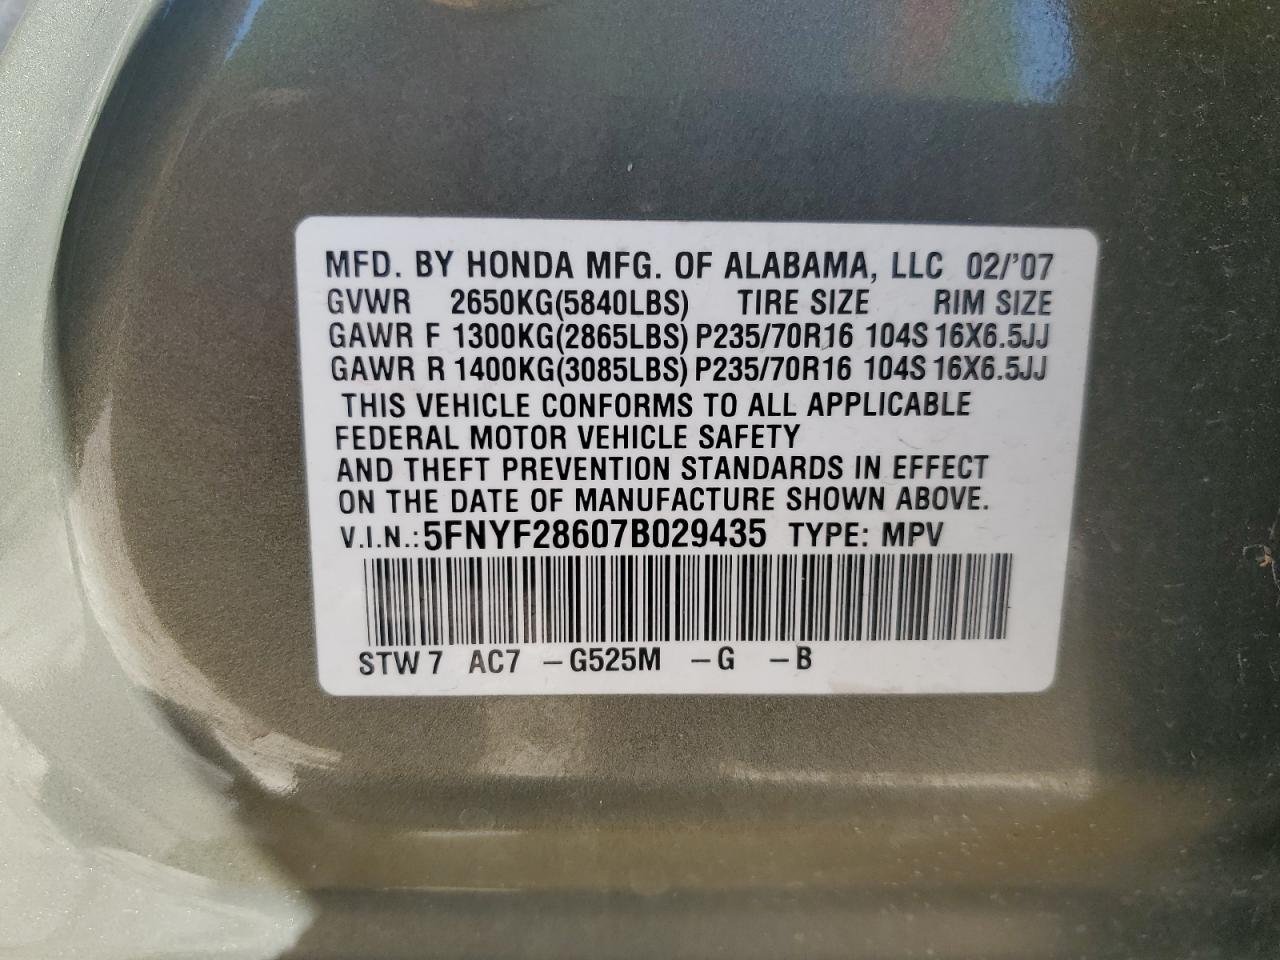 MFD. BY HONDA MFG. OF ALABAMA, LLC 02/'07
GVWR 2650KG(5840LBS) TIRE SIZE RIM SIZE
GAWR F 1300KG(2865LBS) P235/70R16 104S 16X6.5JJ
GAWR R 1400KG(3085LBS) P235/70R16 104S 16X6.5JJ
THIS VEHICLE CONFORMS TO ALL APPLICABLE
FEDERAL MOTOR VEHICLE SAFETY
AND THEFT PREVENTION STANDARDS IN EFFECT
ON THE DATE OF MANUFACTURE SHOWN ABOVE.
V.I.N.: 5FNYF28607B029435 TYPE: MPV
STW 7 AC7 –G525M –G –B